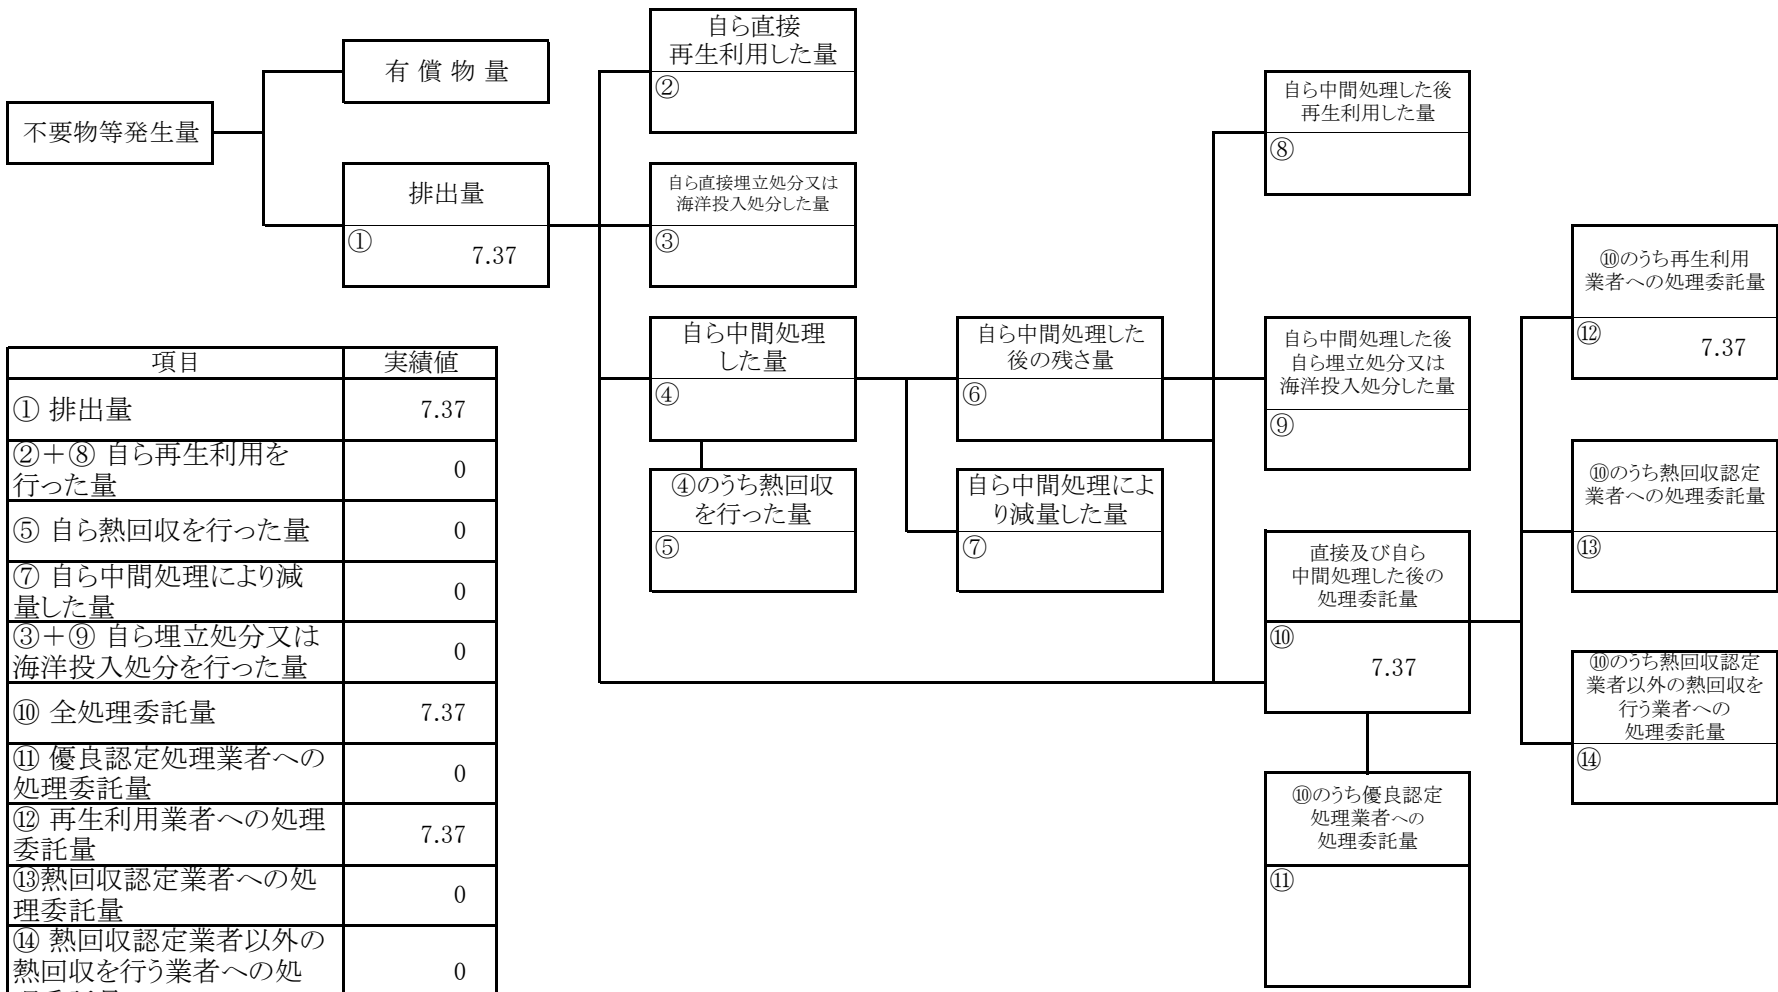 不要物等発生量
有 償 物 量
排出量
①
7.37
自ら直接
再生利用した量
②
自ら直接埋立処分又は
海洋投入処分した量
③
自ら中間処理
した量
④
④のうち熱回収
を行った量
⑤
自ら中間処理した
後の残さ量
⑥
自ら中間処理によ
り減量した量
⑦
自ら中間処理した後
再生利用した量
⑧
自ら中間処理した後
自ら埋立処分又は
海洋投入処分した量
⑨
直接及び自ら
中間処理した後の
処理委託量
⑩
7.37
⑩のうち優良認定
処理業者への
処理委託量
⑪
⑩のうち再生利用
業者への処理委託量
⑫
7.37
⑩のうち熱回収認定
業者への処理委託量
⑬
⑩のうち熱回収認定
業者以外の熱回収を
行う業者への
処理委託量
⑭
項目 実績値
① 排出量 7.37
②+⑧ 自ら再生利用を
行った量 0
⑤ 自ら熱回収を行った量 0
⑦ 自ら中間処理により減
量した量 0
③+⑨ 自ら埋立処分又は
海洋投入処分を行った量 0
⑩ 全処理委託量 7.37
⑪ 優良認定処理業者への
処理委託量 0
⑫ 再生利用業者への処理
委託量 7.37
⑬熱回収認定業者への処
理委託量 0
⑭ 熱回収認定業者以外の
熱回収を行う業者への処 0